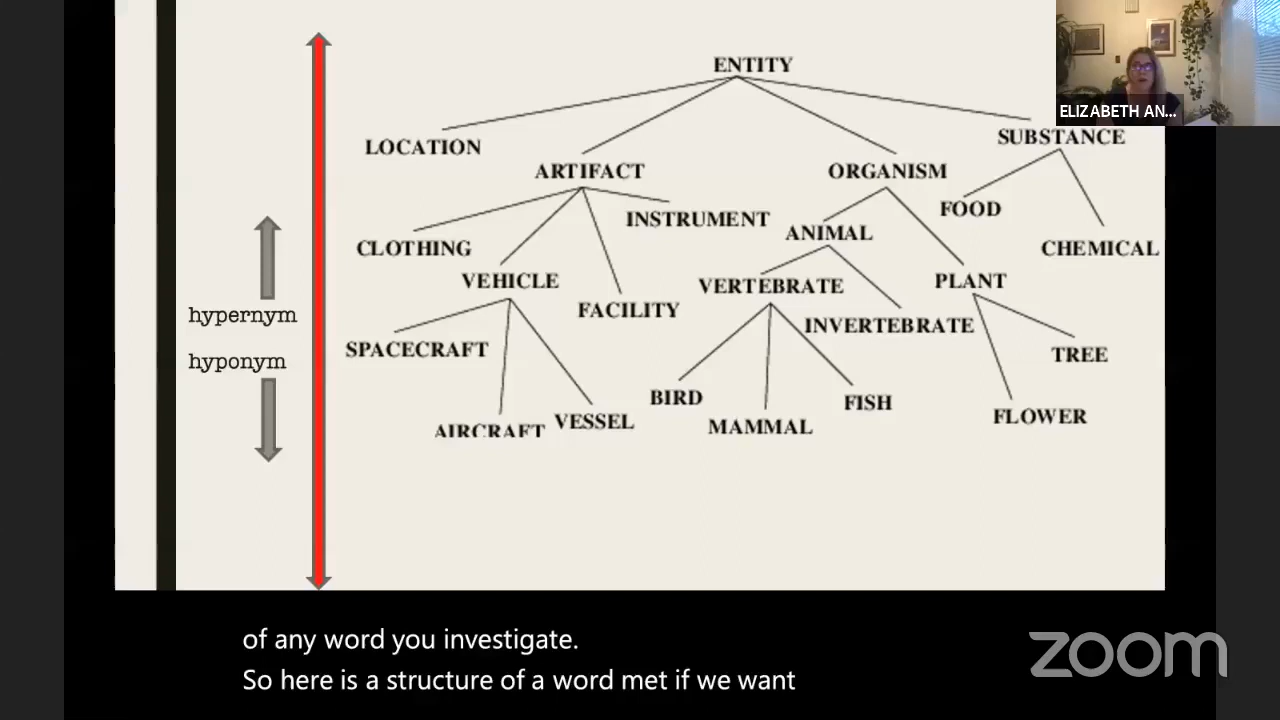 ENTITY
ELIZABETH AN...
LOCATION
SUBSTANCE
ARTIFACT
ORGANISM
INSTRUMENT
FOOD
CLOTHING
ANIMAL
CHEMICAL
VEHICLE
VERTEBRATE
PLANT
FACILITY
hypernym
INVERTEBRATE
SPACECRAFT
TREE
hyponym
BIRD
FISH
AIRCRAFT
VESSEL
MAMMAL
FLOWER
of any word you investigate.
So here is a structure of a word met if we want
zoom